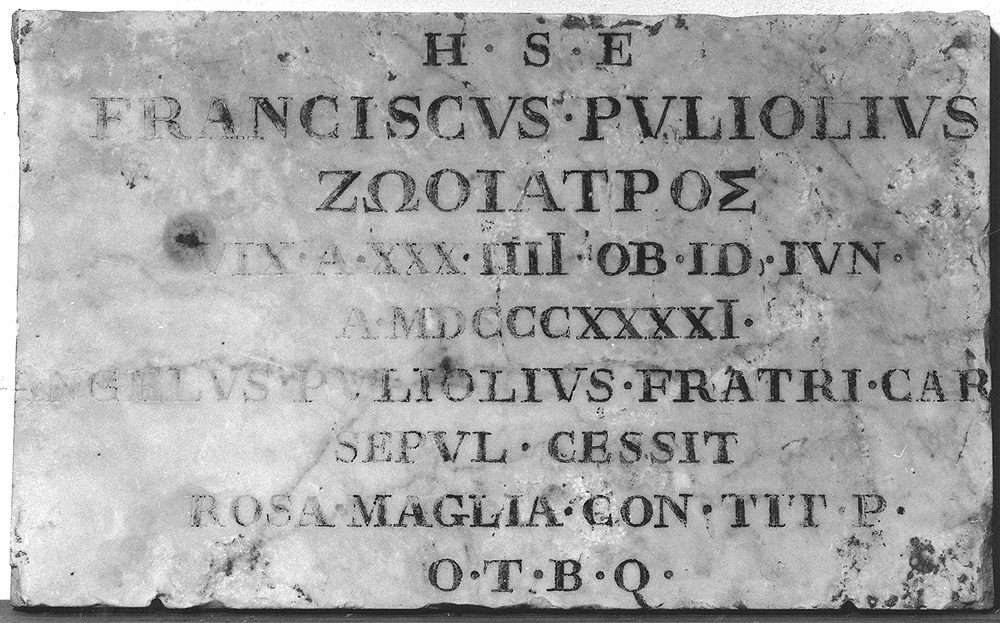 H · S · E
FRANCISCVS · PVLIOLIVS
ΖΩΟΙΑΤΡΟΣ
VIX · A · XXX · IIII · OB · ID · IVN ·
A · MDCCCXXXXI ·
ANGELVS · PVLIOLIVS · FRATRI · CAR
SEPVL · CESSIT
ROSA · MAGLIA · CON · TIT · P ·
O · T · B · Q ·